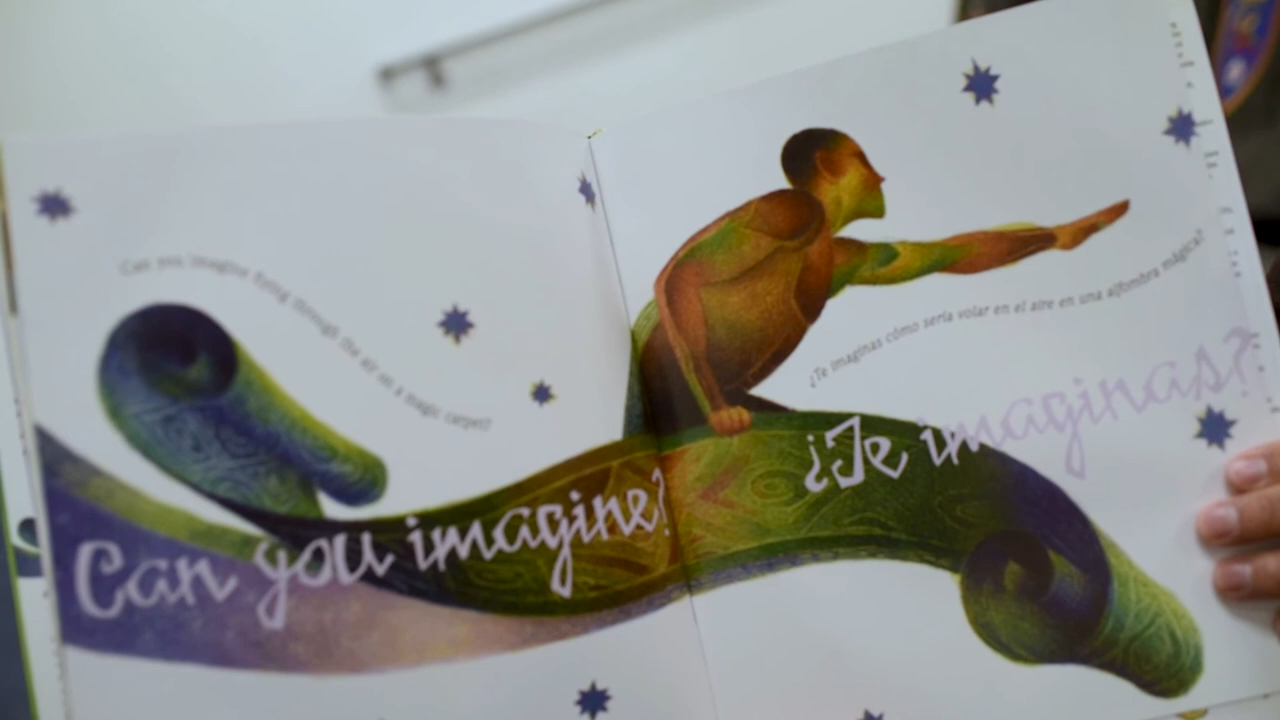 Can you imagine flying through the air on a magic carpet?
Can you imagine?
¿Te imaginas cómo sería volar en el aire en una alfombra mágica?
¿Te imaginas?